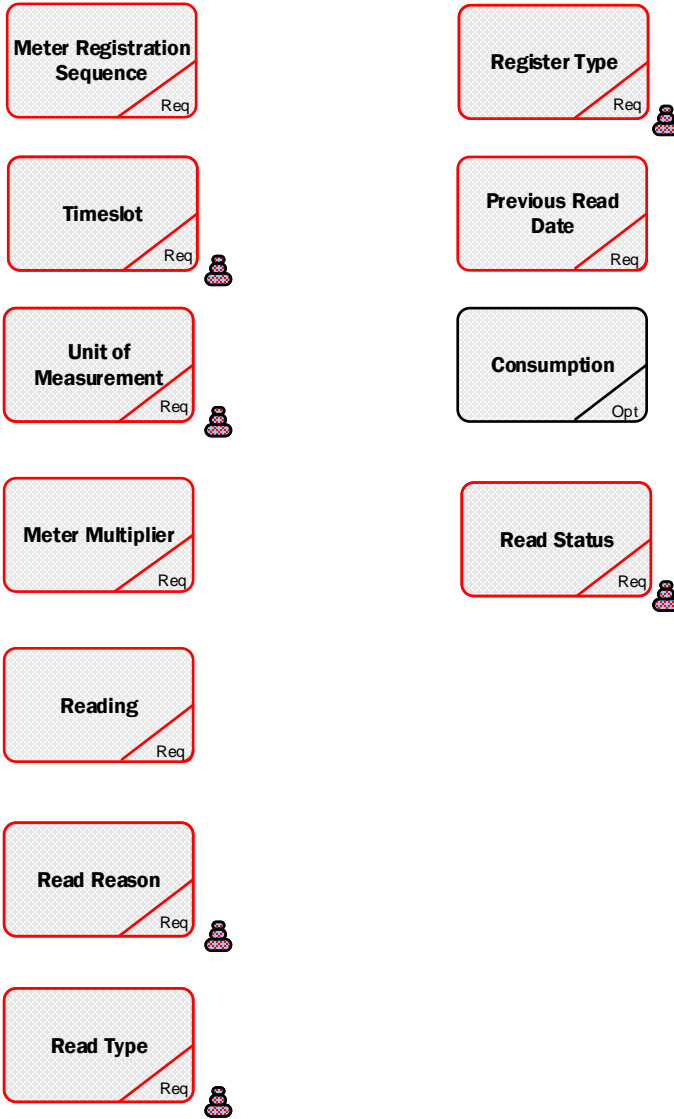 Meter Registration
Sequence
Req
Register Type
Req
Timeslot
Req
Previous Read
Date
Req
Unit of
Measurement
Req
Consumption
Opt
Meter Multiplier
Req
Read Status
Req
Reading
Req
Read Reason
Req
Read Type
Req